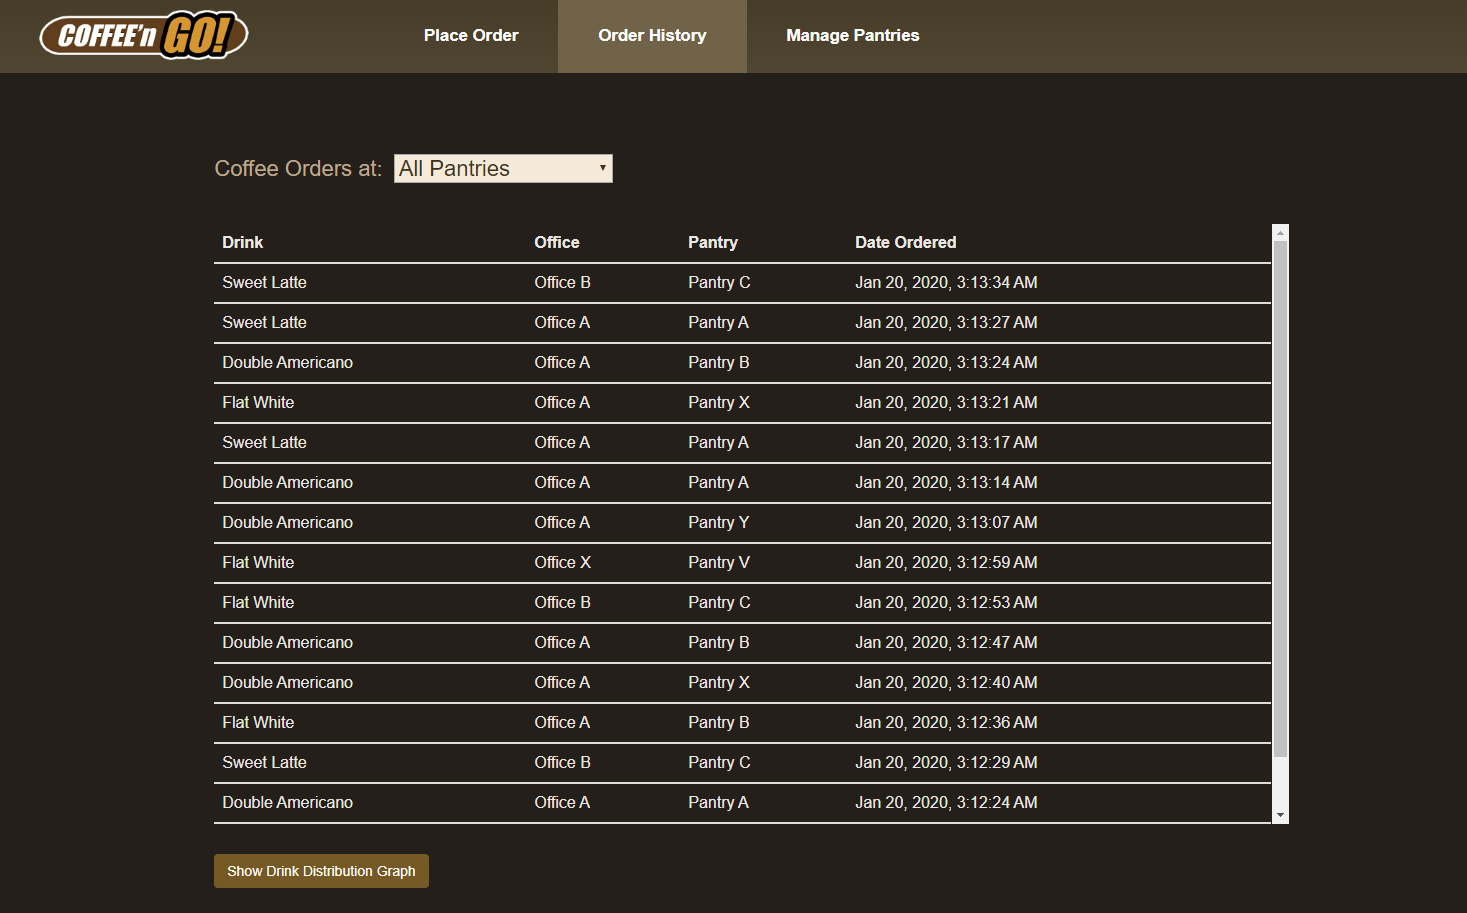 COFFEE'n GO!
Place Order Order History Manage Pantries
Coffee Orders at: All Pantries
Drink Office Pantry Date Ordered
Sweet Latte Office B Pantry C Jan 20, 2020, 3:13:34 AM
Sweet Latte Office A Pantry A Jan 20, 2020, 3:13:27 AM
Double Americano Office A Pantry B Jan 20, 2020, 3:13:24 AM
Flat White Office A Pantry X Jan 20, 2020, 3:13:21 AM
Sweet Latte Office A Pantry A Jan 20, 2020, 3:13:17 AM
Double Americano Office A Pantry A Jan 20, 2020, 3:13:14 AM
Double Americano Office A Pantry Y Jan 20, 2020, 3:13:07 AM
Flat White Office X Pantry V Jan 20, 2020, 3:12:59 AM
Flat White Office B Pantry C Jan 20, 2020, 3:12:53 AM
Double Americano Office A Pantry B Jan 20, 2020, 3:12:47 AM
Double Americano Office A Pantry X Jan 20, 2020, 3:12:40 AM
Flat White Office A Pantry B Jan 20, 2020, 3:12:36 AM
Sweet Latte Office B Pantry C Jan 20, 2020, 3:12:29 AM
Double Americano Office A Pantry A Jan 20, 2020, 3:12:24 AM
Show Drink Distribution Graph